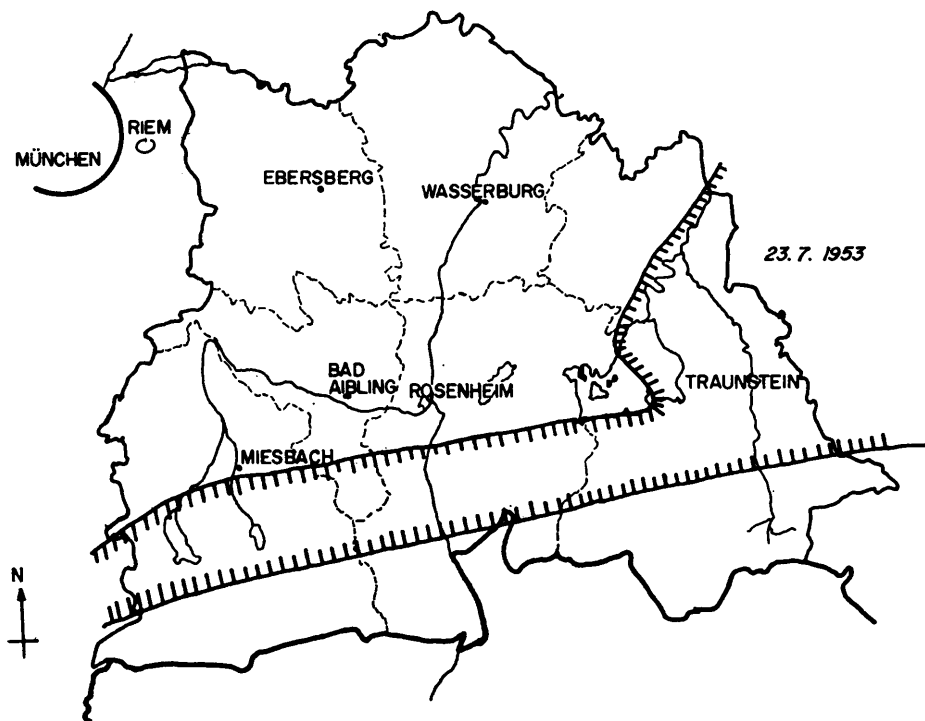 RIEM
MÜNCHEN
EBERSBERG
WASSERBURG
23.7.1953
BAD
AIBLING
ROSENHEIM
TRAUNSTEIN
MIESBACH
N